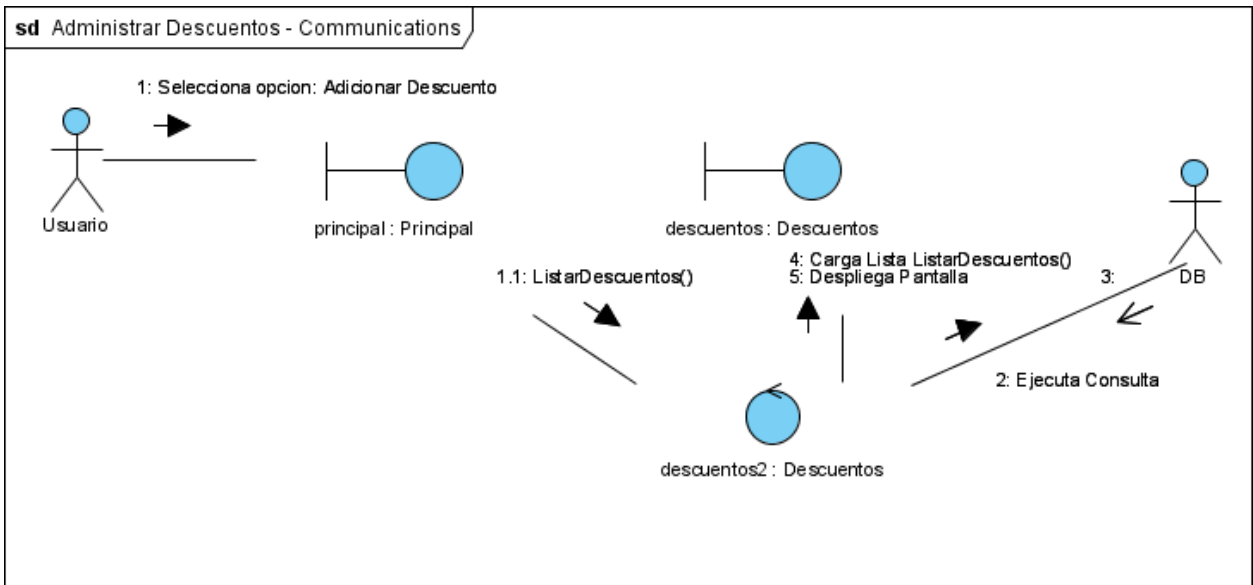 sd Administrar Descuentos - Communications
1: Selecciona opcion: Adicionar Descuento
Usuario
principal : Principal
descuentos : Descuentos
4: Carga Lista ListarDescuentos()
1.1: ListarDescuentos()
5: Despliega Pantalla
3:
DB
2: Ejecuta Consulta
descuentos2 : Descuentos